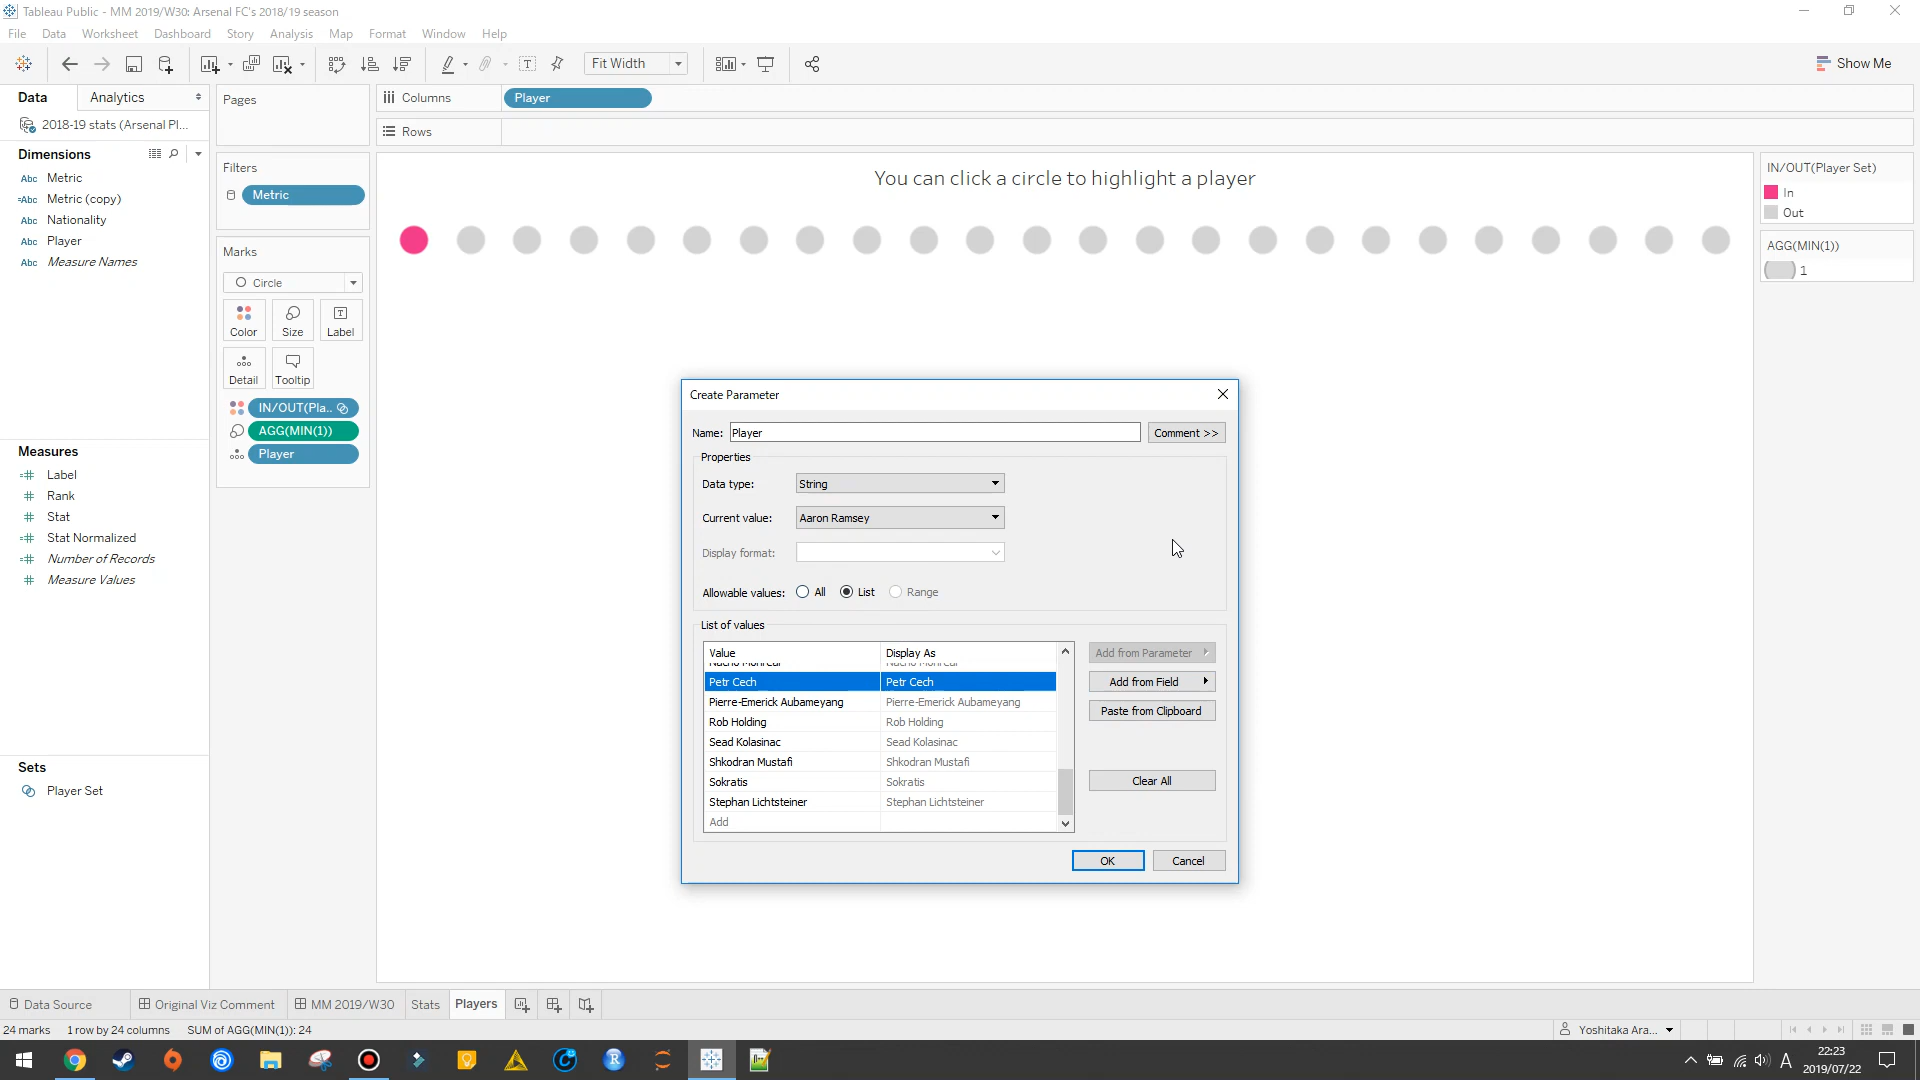 Tableau Public - MM 2019/W30: Arsenal FC's 2018/19 season
File Data Worksheet Dashboard Story Analysis Map Format Window Help
Fit Width
Show Me
Data Analytics
2018-19 stats (Arsenal Pl...
Dimensions
Abc Metric
=Abc Metric (copy)
Abc Nationality
Abc Player
Abc Measure Names
Measures
Label
Rank
Stat
Stat Normalized
Number of Records
Measure Values
Sets
Player Set
Pages
Filters
Metric
Marks
Circle
Color Size Label
Detail Tooltip
IN/OUT(Pla..
AGG(MIN(1))
Player
Columns Player
Rows
You can click a circle to highlight a player
IN/OUT(Player Set)
In
Out
AGG(MIN(1))
1
Create Parameter
Name: Player Comment >>
Properties
Data type: String
Current value: Aaron Ramsey
Display format:
Allowable values: All List Range
List of values
Value Display As
Nacho Monreal Nacho Monreal
Petr Cech Petr Cech
Pierre-Emerick Aubameyang Pierre-Emerick Aubameyang
Rob Holding Rob Holding
Sead Kolasinac Sead Kolasinac
Shkodran Mustafi Shkodran Mustafi
Sokratis Sokratis
Stephan Lichtsteiner Stephan Lichtsteiner
Add
Add from Parameter
Add from Field
Paste from Clipboard
Clear All
OK Cancel
Data Source Original Viz Comment MM 2019/W30 Stats Players
24 marks 1 row by 24 columns SUM of AGG(MIN(1)): 24
Yoshitaka Ara...
A
22:23
2019/07/22